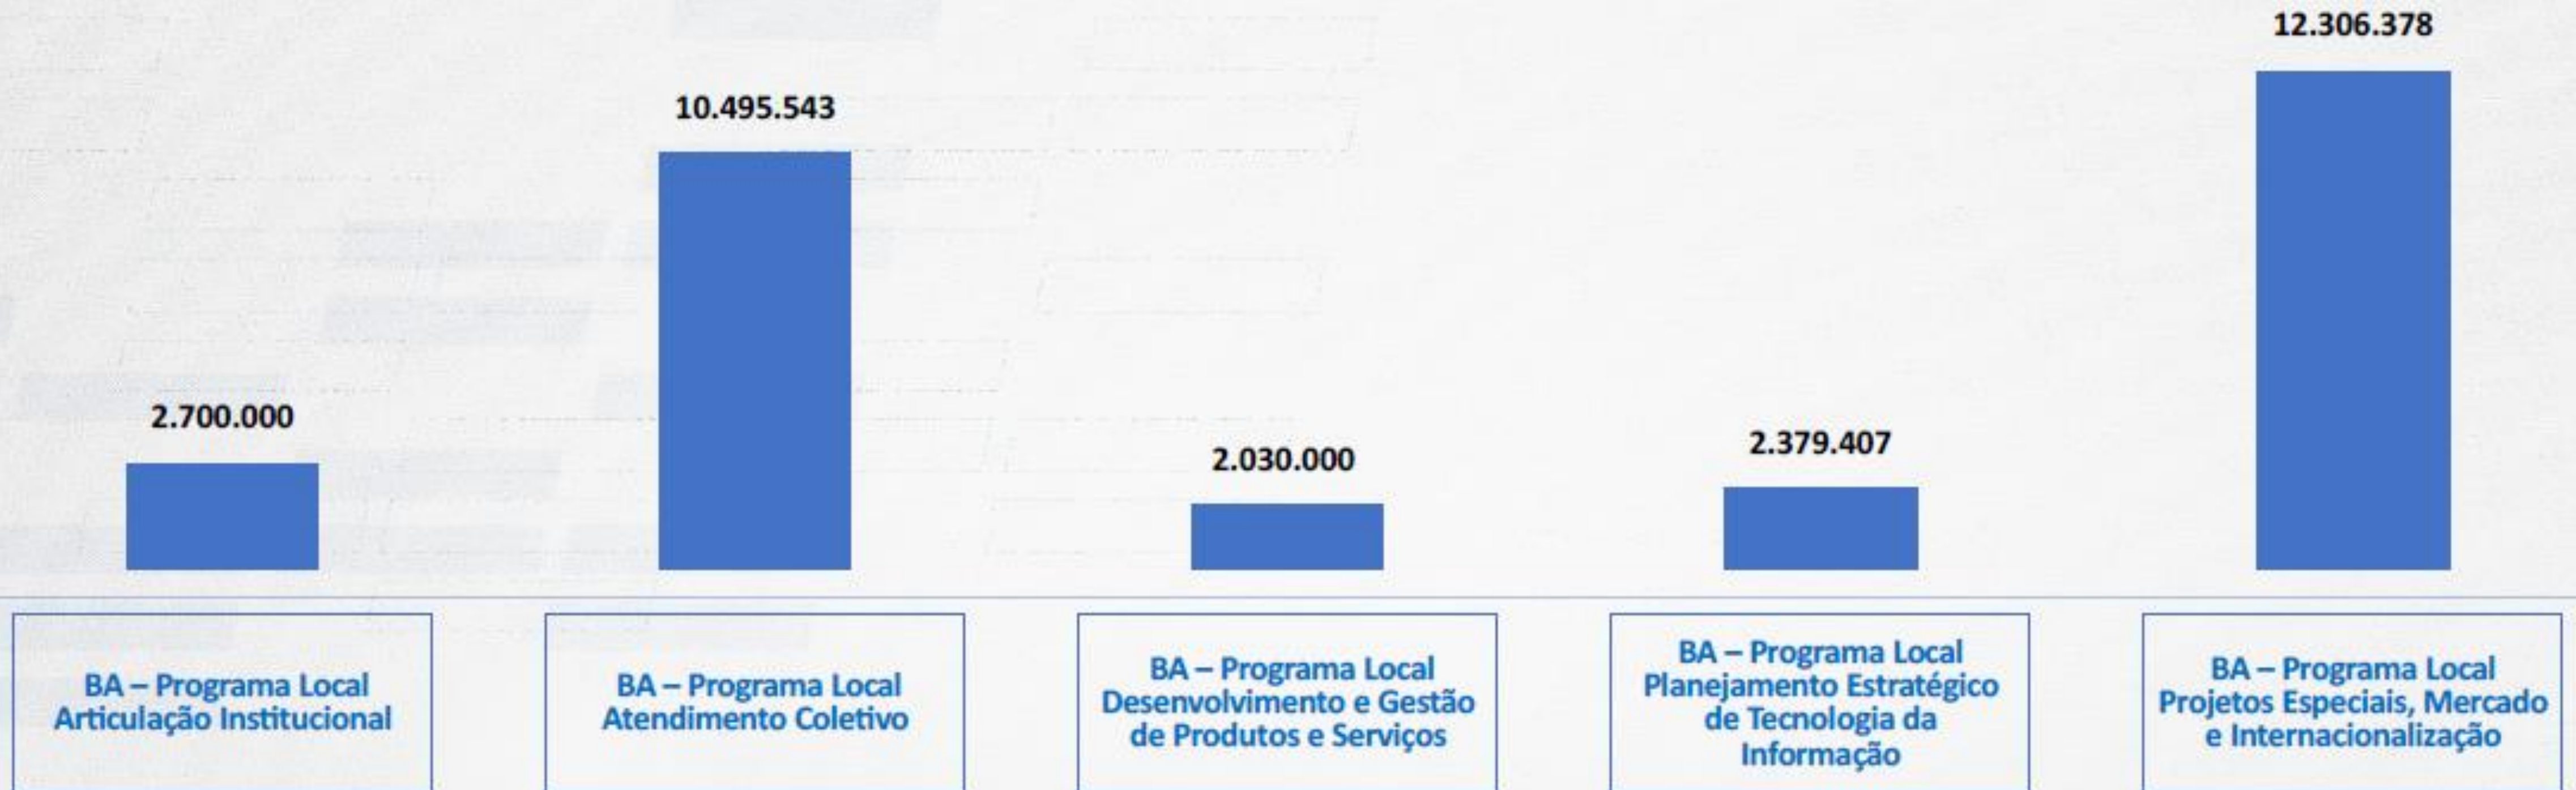 12.306.378
10.495.543
2.700.000
2.379.407
2.030.000
BA – Programa Local
Articulação Institucional
BA – Programa Local
Atendimento Coletivo
BA – Programa Local
Desenvolvimento e Gestão
de Produtos e Serviços
BA – Programa Local
Planejamento Estratégico
de Tecnologia da
Informação
BA – Programa Local
Projetos Especiais, Mercado
e Internacionalização